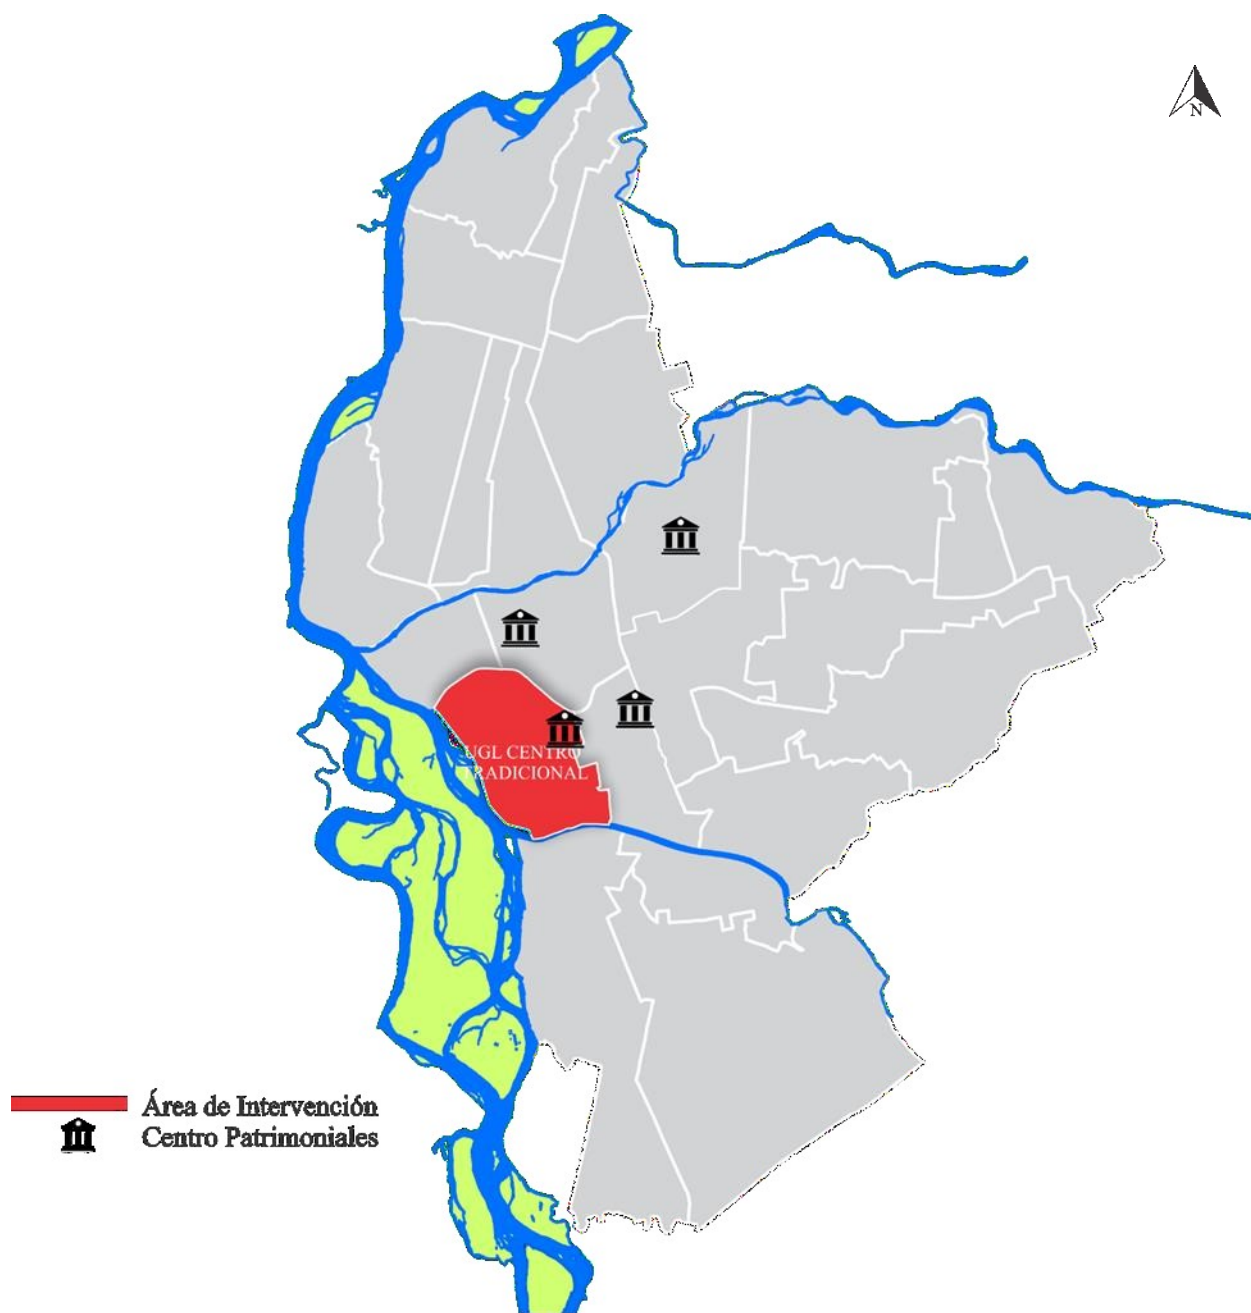 N
UGL CENTRO
TRADICIONAL
Área de Intervención
Centro Patrimoniales